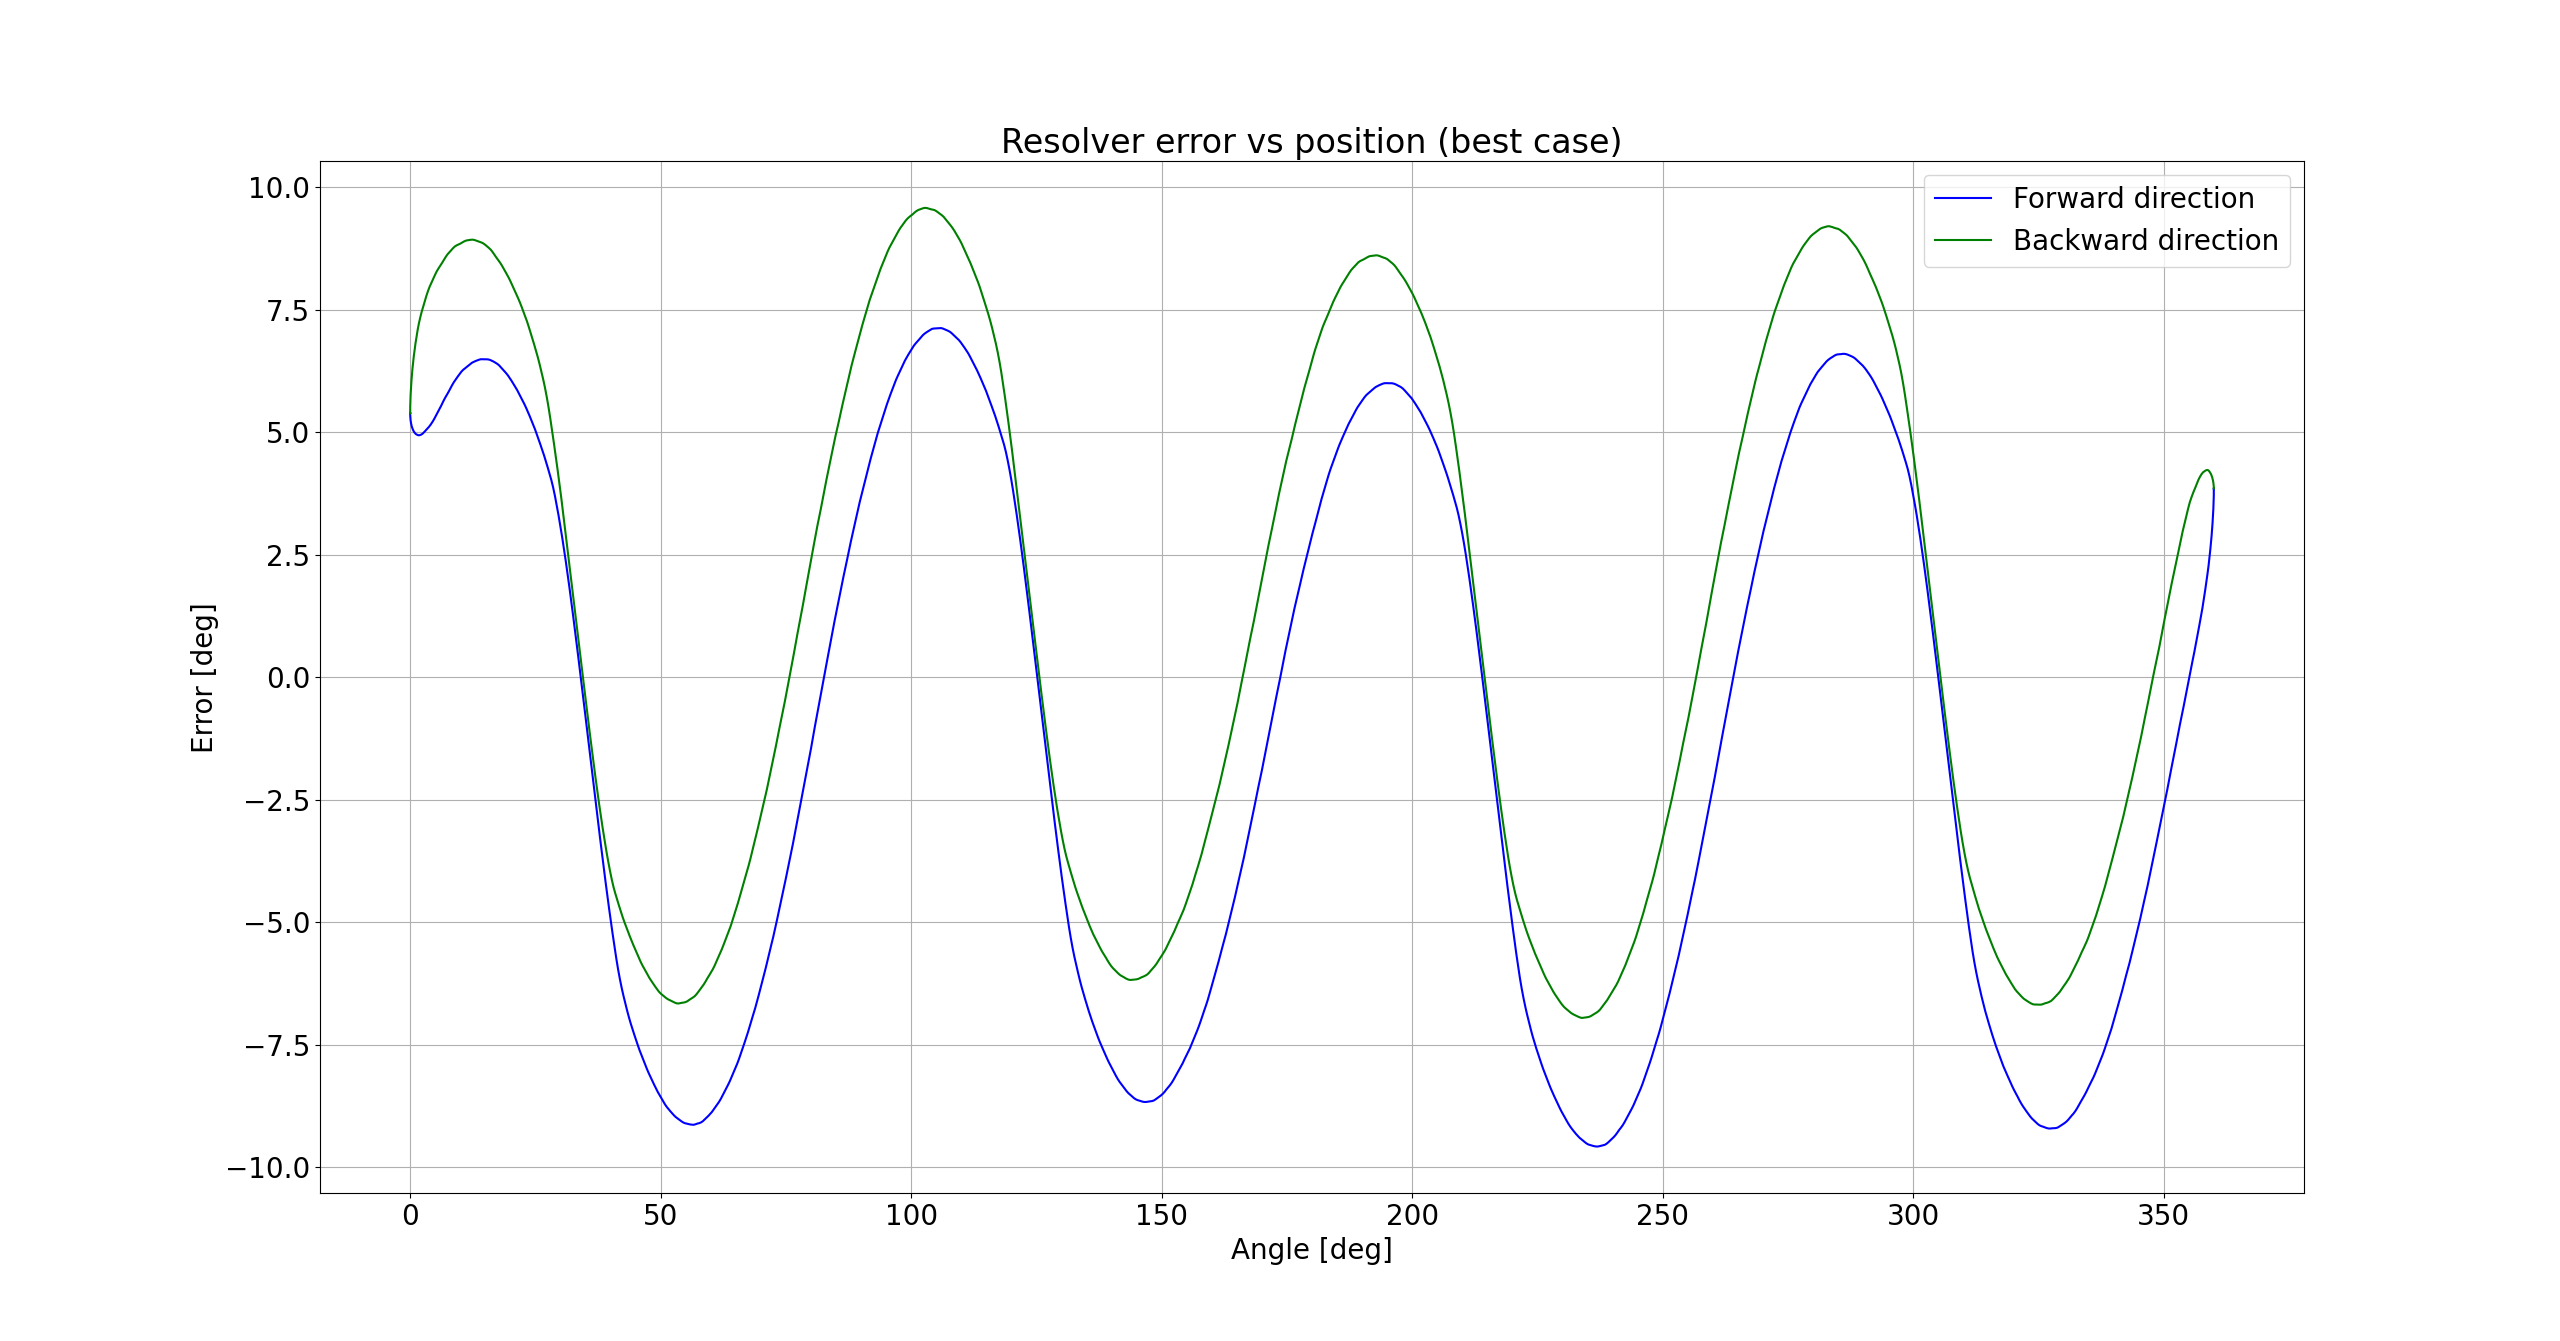 Resolver error vs position (best case)
10.0
7.5
5.0
2.5
0.0
−2.5
−5.0
−7.5
−10.0
Error [deg]
Forward direction
Backward direction
0 50 100 150 200 250 300 350
Angle [deg]